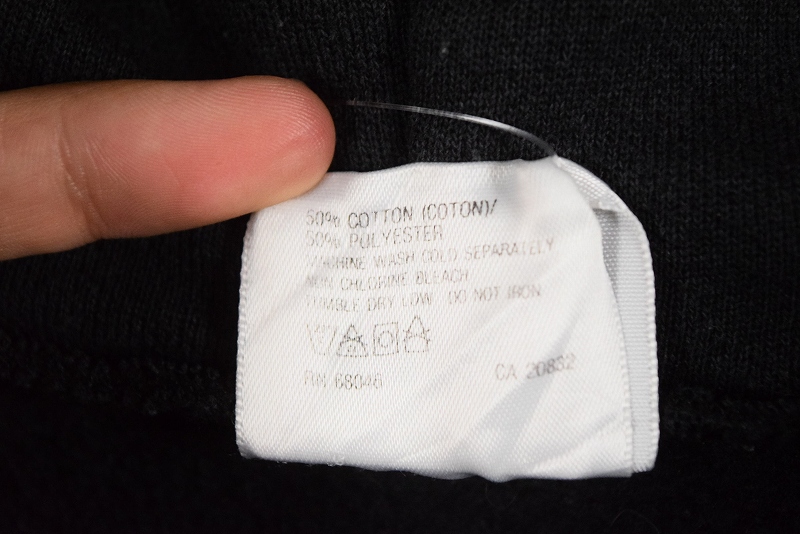 50% COTTON (COTON)/
50% POLYESTER
MACHINE WASH COLD SEPARATELY
NON CHLORINE BLEACH
TUMBLE DRY LOW DO NOT IRON
RN 68046 CA 20832